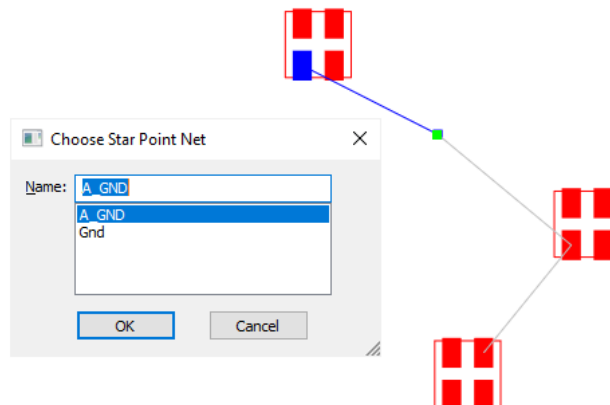 Choose Star Point Net
Name: A_GND
A_GND
Gnd
OK Cancel